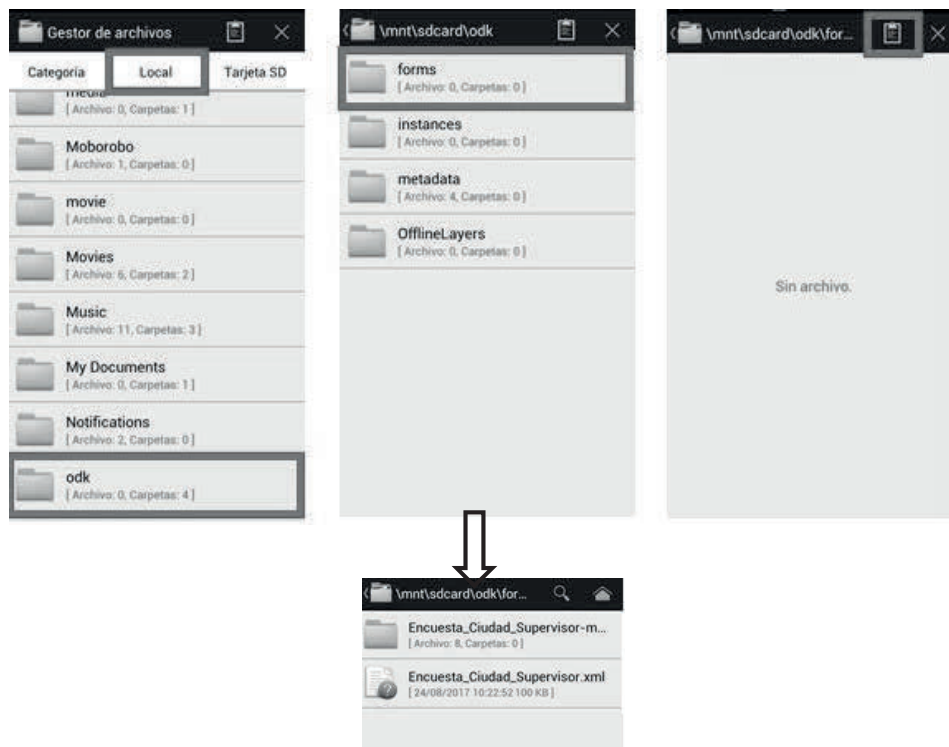 Gestor de archivos
Categoría Local Tarjeta SD
media
[ Archivo: 0, Carpetas: 1 ]
Moborobo
[ Archivo: 1, Carpetas: 0 ]
movie
[ Archivo: 0, Carpetas: 0 ]
Movies
[ Archivo: 6, Carpetas: 2 ]
Music
[ Archivo: 11, Carpetas: 3 ]
My Documents
[ Archivo: 0, Carpetas: 1 ]
Notifications
[ Archivo: 2, Carpetas: 0 ]
odk
[ Archivo: 0, Carpetas: 4 ]
\mnt\sdcard\odk
forms
[ Archivo: 0, Carpetas: 0 ]
instances
[ Archivo: 0, Carpetas: 0 ]
metadata
[ Archivo: 4, Carpetas: 0 ]
OfflineLayers
[ Archivo: 0, Carpetas: 0 ]
\mnt\sdcard\odk\for...
Sin archivo.
\mnt\sdcard\odk\for...
Encuesta_Ciudad_Supervisor-m...
[ Archivo: 8, Carpetas: 0 ]
Encuesta_Ciudad_Supervisor.xml
[ 24/08/2017 10:22:52 100 KB ]